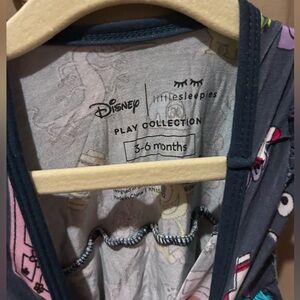 Disney
littlesleepies
PLAY COLLECTION
3-6 months